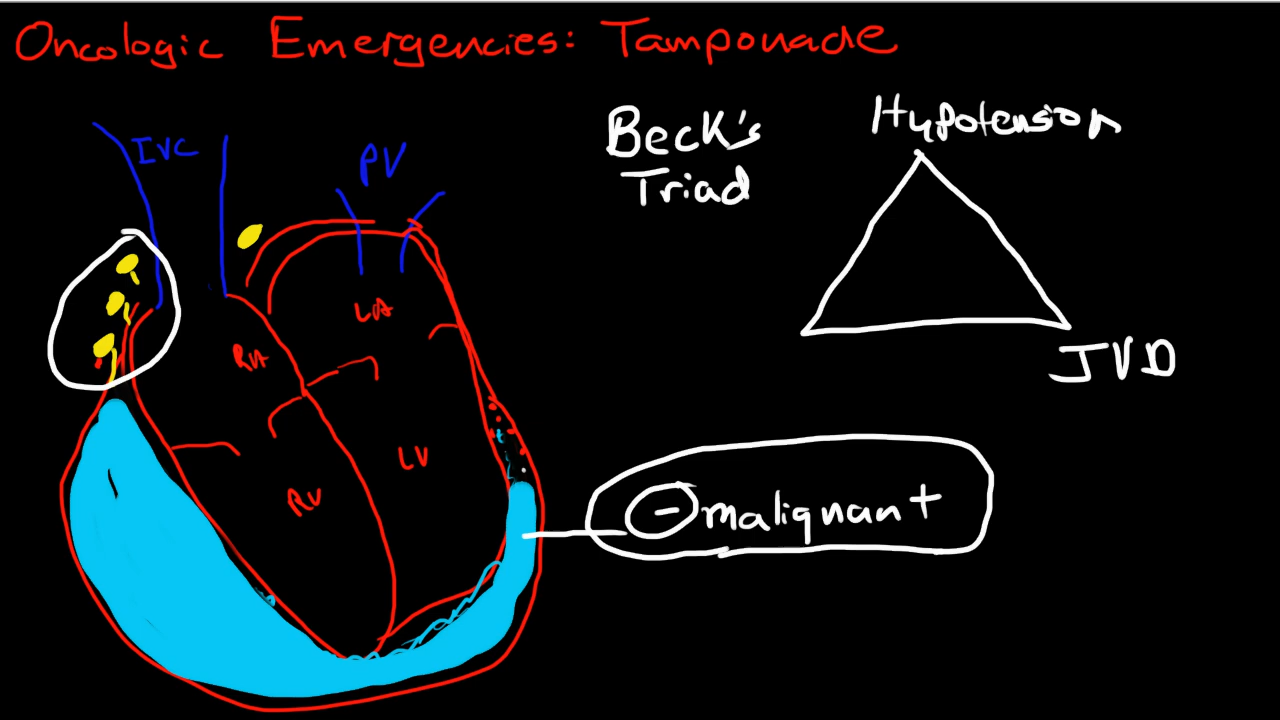 Oncologic Emergencies: Tamponade
Beck's
Triad
Hypotension
JVD
IVC
PV
LA
RA
LV
RV
- malignant